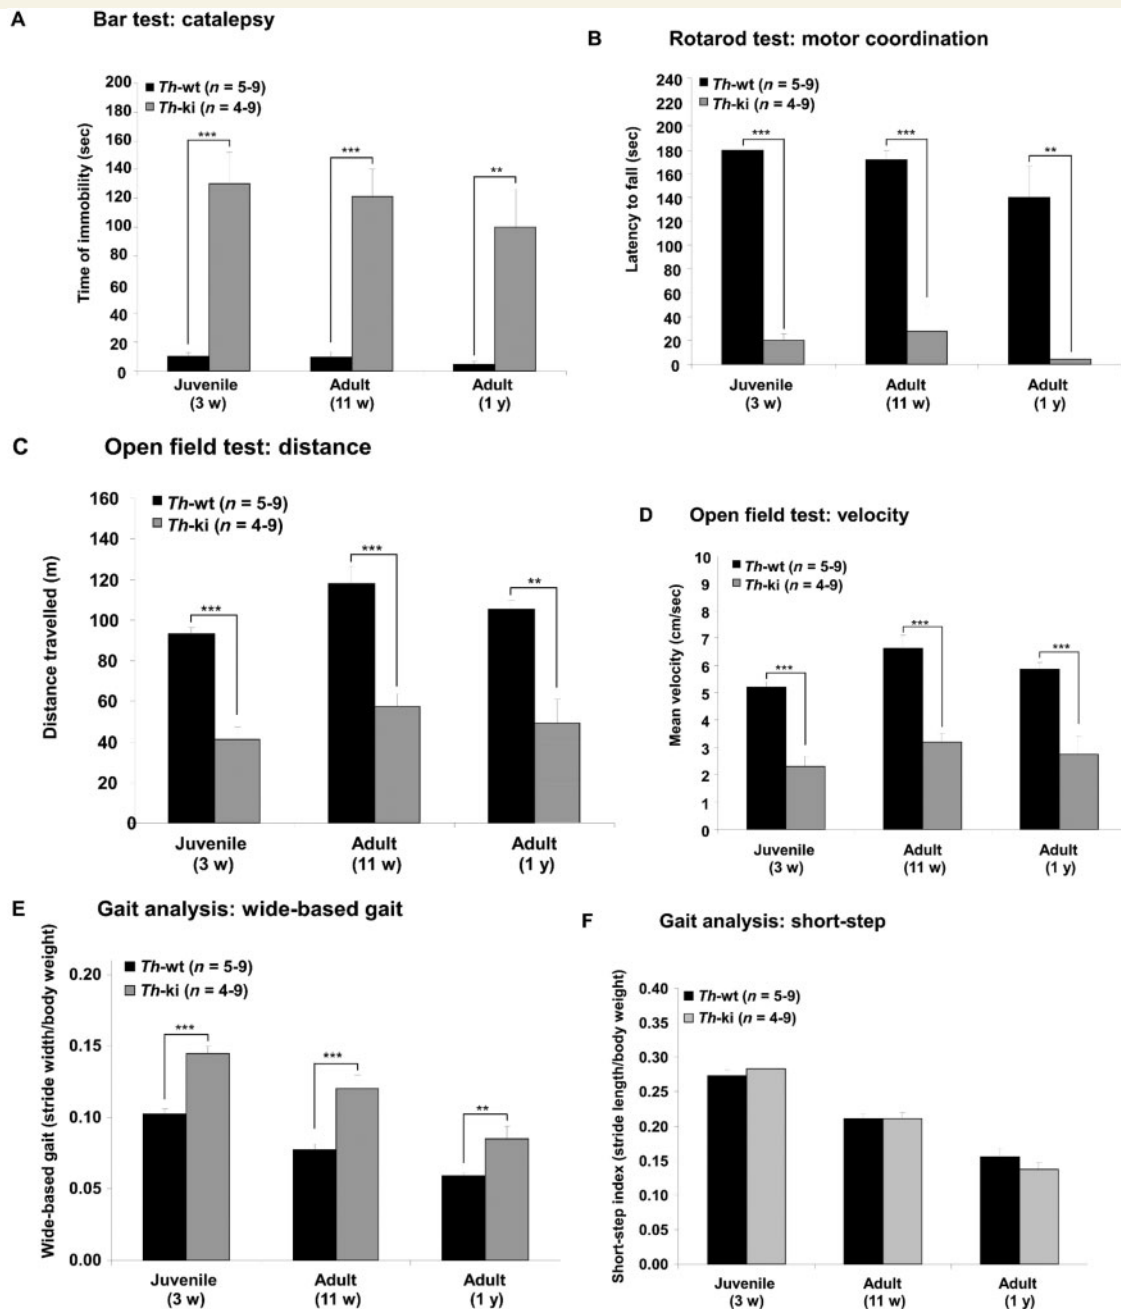 A
Bar test: catalepsy
Time of immobility (sec)
200
180
160
140
120
100
80
60
40
20
0
Th-wt (n = 5-9)
Th-ki (n = 4-9)
***
***
**
Juvenile
(3 w)
Adult
(11 w)
Adult
(1 y)
B
Rotarod test: motor coordination
Latency to fall (sec)
240
220
200
180
160
140
120
100
80
60
40
20
0
Th-wt (n = 5-9)
Th-ki (n = 4-9)
***
***
**
Juvenile
(3 w)
Adult
(11 w)
Adult
(1 y)
C
Open field test: distance
Distance travelled (m)
160
140
120
100
80
60
40
20
0
Th-wt (n = 5-9)
Th-ki (n = 4-9)
***
***
**
Juvenile
(3 w)
Adult
(11 w)
Adult
(1 y)
D
Open field test: velocity
Mean velocity (cm/sec)
10
9
8
7
6
5
4
3
2
1
0
Th-wt (n = 5-9)
Th-ki (n = 4-9)
***
***
***
Juvenile
(3 w)
Adult
(11 w)
Adult
(1 y)
E
Gait analysis: wide-based gait
Wide-based gait (stride width/body weight)
0.20
0.15
0.10
0.05
0.00
Th-wt (n = 5-9)
Th-ki (n = 4-9)
***
***
**
Juvenile
(3 w)
Adult
(11 w)
Adult
(1 y)
F
Gait analysis: short-step
Short-step index (stride length/body weight)
0.40
0.35
0.30
0.25
0.20
0.15
0.10
0.05
0.00
Th-wt (n = 5-9)
Th-ki (n = 4-9)
Juvenile
(3 w)
Adult
(11 w)
Adult
(1 y)